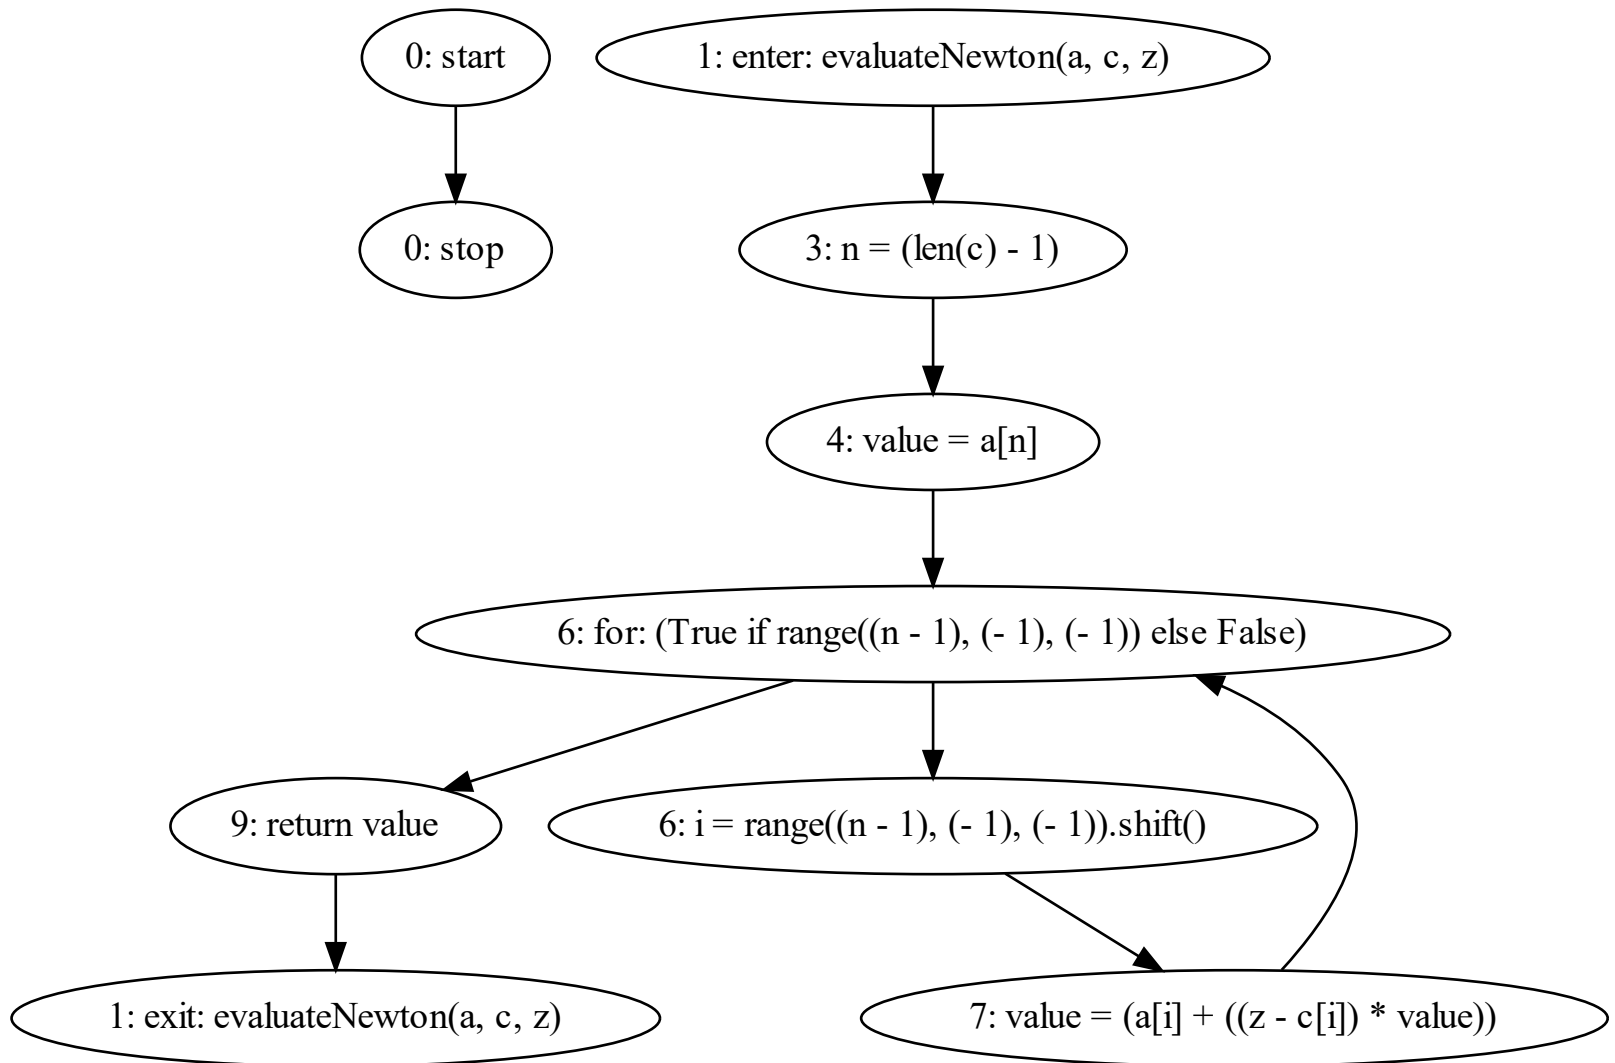 0: start
1: enter: evaluateNewton(a, c, z)
0: stop
3: n = (len(c) - 1)
4: value = a[n]
6: for: (True if range((n - 1), (- 1), (- 1)) else False)
9: return value
6: i = range((n - 1), (- 1), (- 1)).shift()
1: exit: evaluateNewton(a, c, z)
7: value = (a[i] + ((z - c[i]) * value))